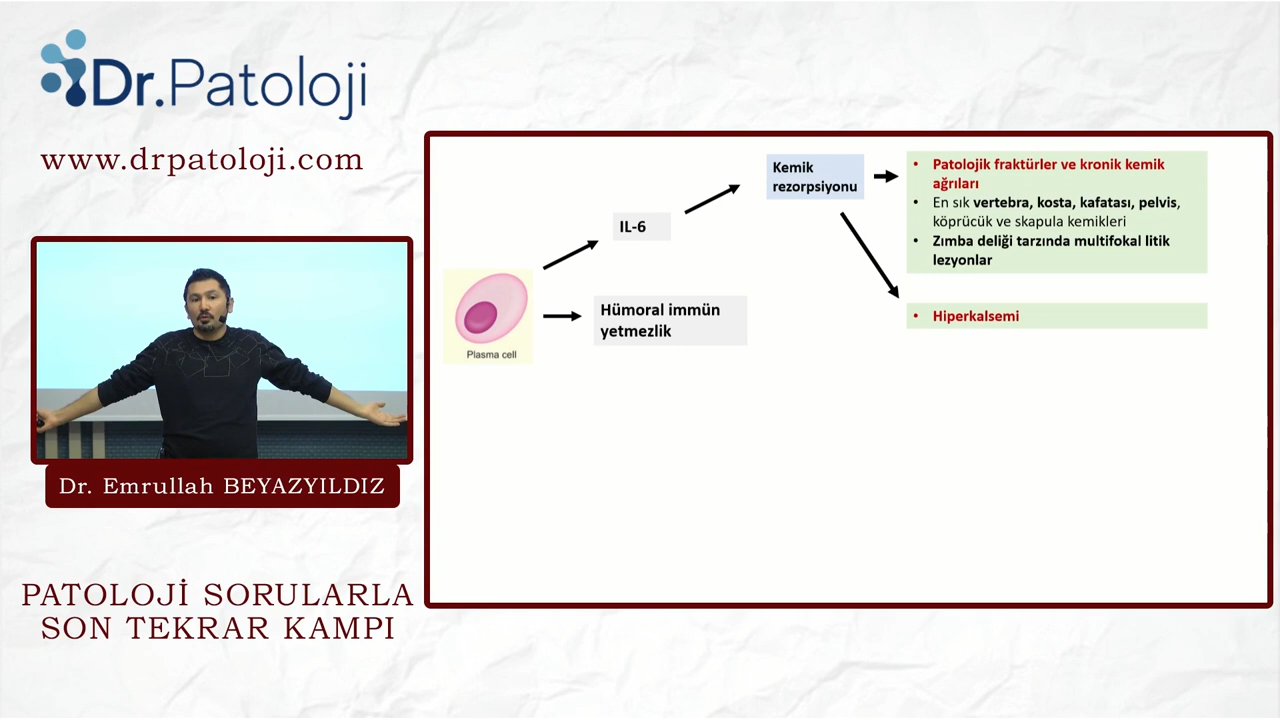 Dr.Patoloji
www.drpatoloji.com
Dr. Emrullah BEYAZYILDIZ
PATOLOJİ SORULARLA
SON TEKRAR KAMPI
Plasma cell
IL-6
Hümoral immün
yetmezlik
Kemik
rezorpsiyonu
• Patolojik fraktürler ve kronik kemik
ağrıları
• En sık vertebra, kosta, kafatası, pelvis,
köprücük ve skapula kemikleri
• Zımba deliği tarzında multifokal litik
lezyonlar
• Hiperkalsemi